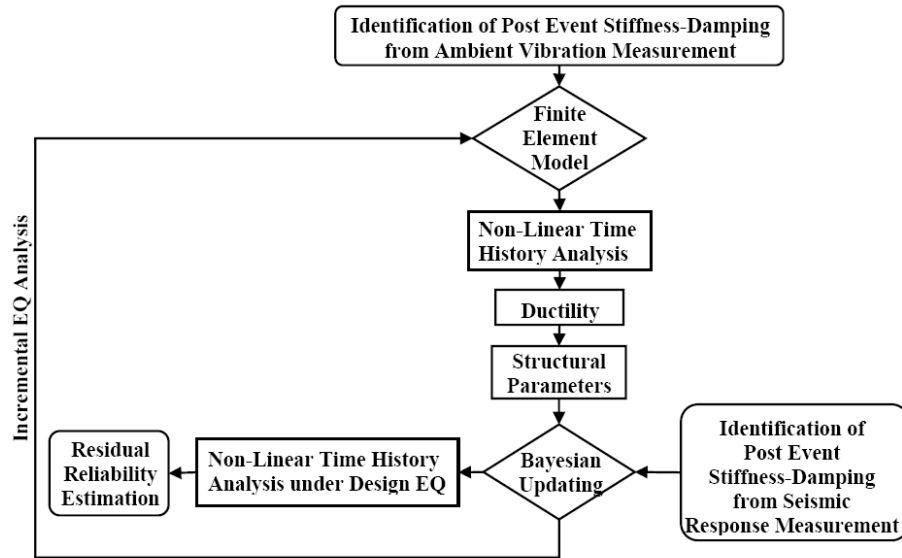 Identification of Post Event Stiffness-Damping
from Ambient Vibration Measurement
Finite
Element
Model
Incremental EQ Analysis
Non-Linear Time
History Analysis
Ductility
Structural
Parameters
Bayesian
Updating
Identification of
Post Event
Stiffness-Damping
from Seismic
Response Measurement
Non-Linear Time History
Analysis under Design EQ
Residual
Reliability
Estimation